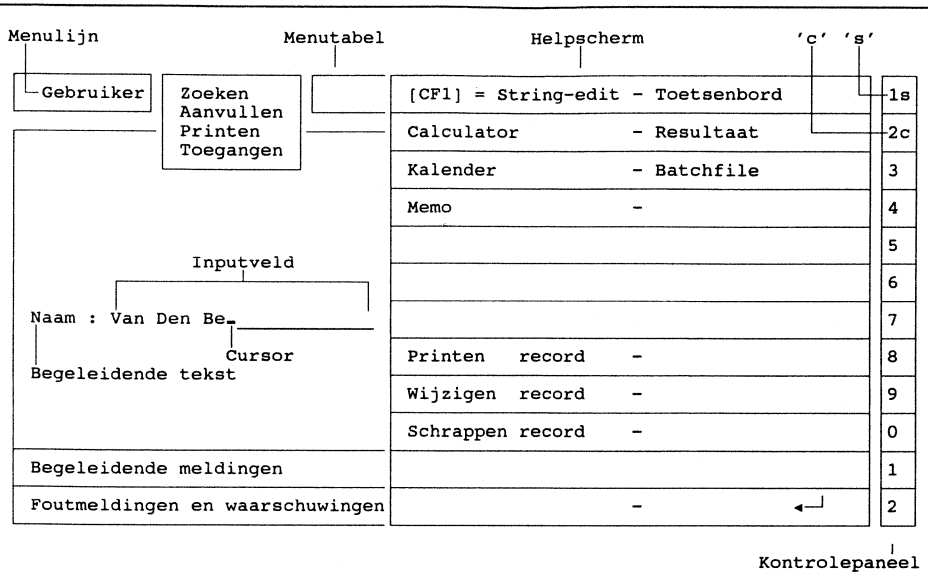 Menulijn Menutabel Helpscherm 'c' 's'
Gebruiker Zoeken [CF1] = String-edit - Toetsenbord 1s
Aanvullen
Printen Calculator - Resultaat 2c
Toegangen
Kalender - Batchfile 3
Memo - 4
5
Inputveld 6
Naam : Van Den Be_ 7
Cursor Printen record - 8
Begeleidende tekst
Wijzigen record - 9
Schrappen record - 0
Begeleidende meldingen 1
Foutmeldingen en waarschuwingen - 2
Kontrolepaneel